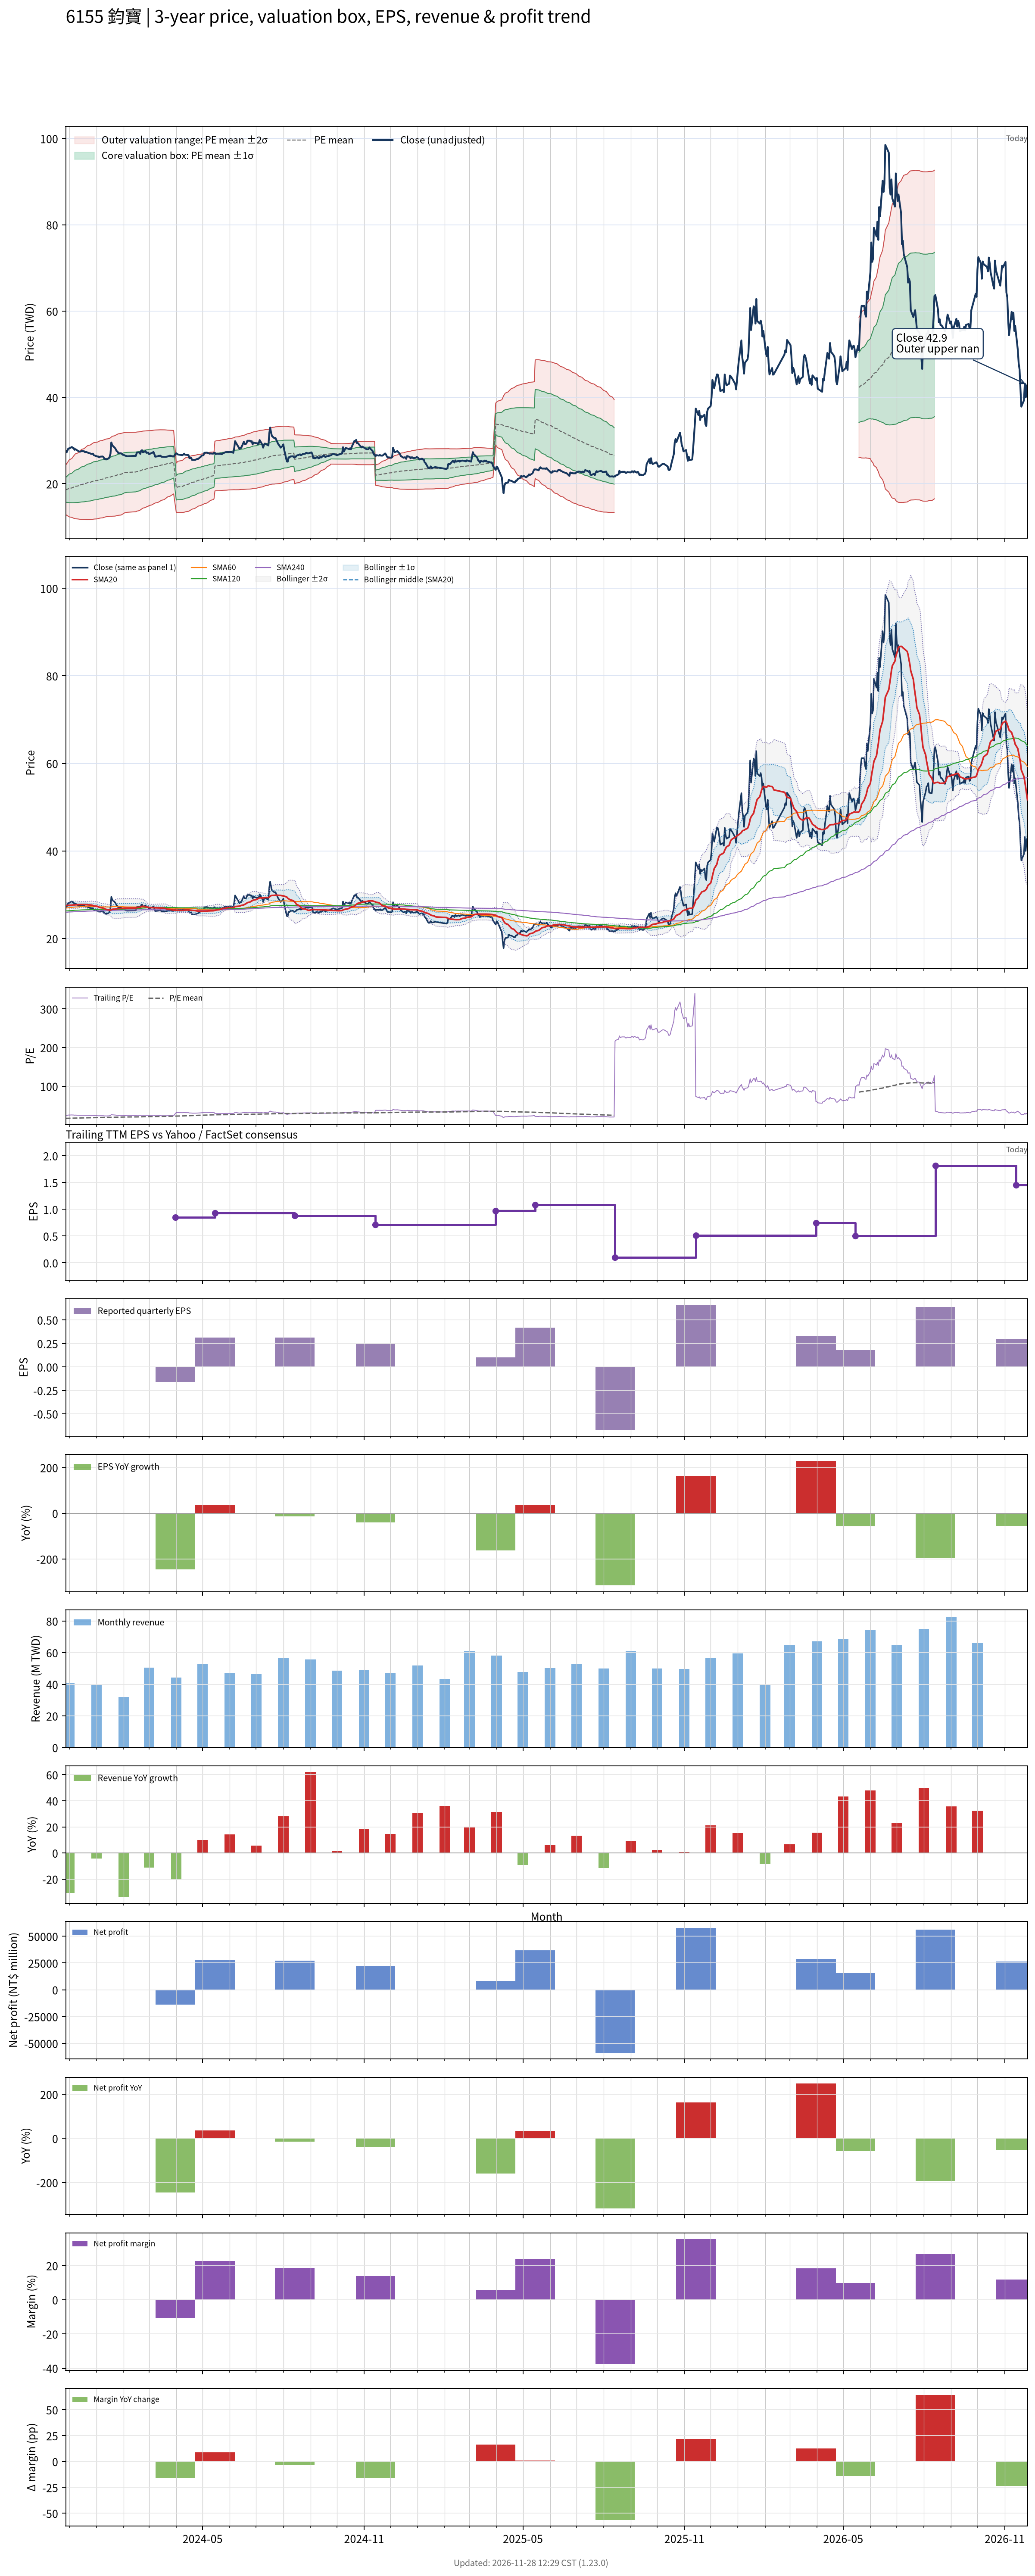 6155 鈞寶 | 3-year price, valuation box, EPS, revenue & profit trend
Outer valuation range: PE mean ±2σ
PE mean
Close (unadjusted)
Core valuation box: PE mean ±1σ
Today
100
80
60
40
20
Price (TWD)
Close 42.9
Outer upper nan
Close (same as panel 1)
SMA20
SMA60
SMA120
SMA240
Bollinger ±2σ
Bollinger ±1σ
Bollinger middle (SMA20)
100
80
60
40
20
Price
Trailing P/E
P/E mean
300
200
100
P/E
Trailing TTM EPS vs Yahoo / FactSet consensus
Today
2.0
1.5
1.0
0.5
0.0
EPS
Reported quarterly EPS
0.50
0.25
0.00
-0.25
-0.50
EPS
EPS YoY growth
200
0
-200
YoY (%)
Monthly revenue
80
60
40
20
0
Revenue (M TWD)
Revenue YoY growth
60
40
20
0
-20
YoY (%)
Month
Net profit
50000
25000
0
-25000
-50000
Net profit (NT$ million)
Net profit YoY
200
0
-200
YoY (%)
Net profit margin
20
0
-20
-40
Margin (%)
Margin YoY change
50
25
0
-25
-50
Δ margin (pp)
2024-05
2024-11
2025-05
2025-11
2026-05
2026-11
Updated: 2026-11-28 12:29 CST (1.23.0)